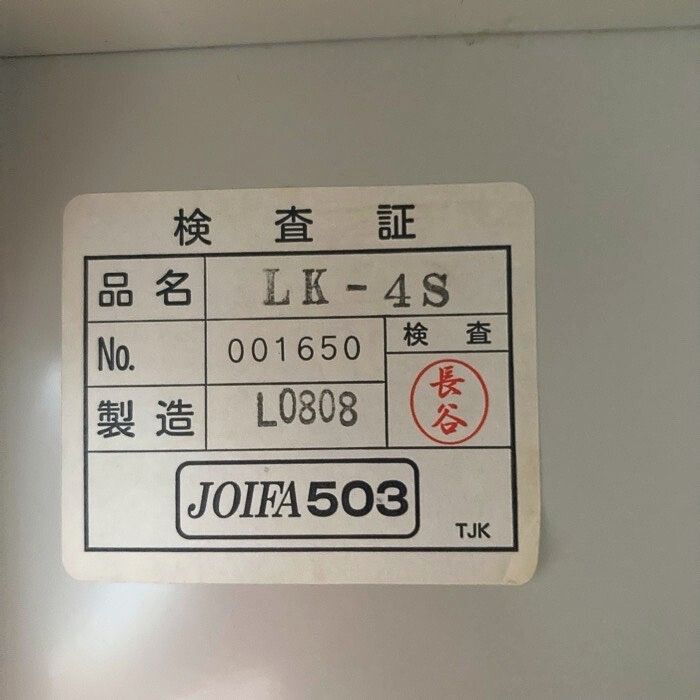 検査証
品名 LK-4S
No. 001650 検査
製造 L0808 長谷
JOIFA503
TJK